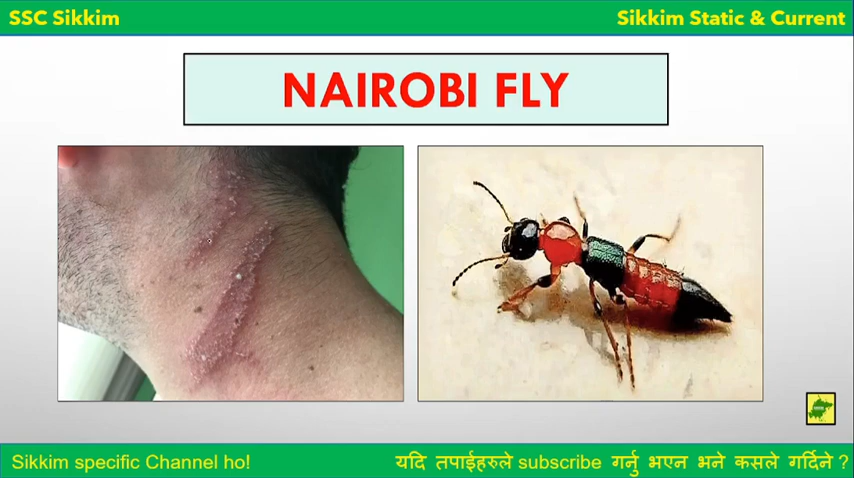 SSC Sikkim
Sikkim Static & Current
NAIROBI FLY
Sikkim specific Channel ho!
यदि तपाईहरुले subscribe गर्नु भएन भने कसले गर्दिने ?